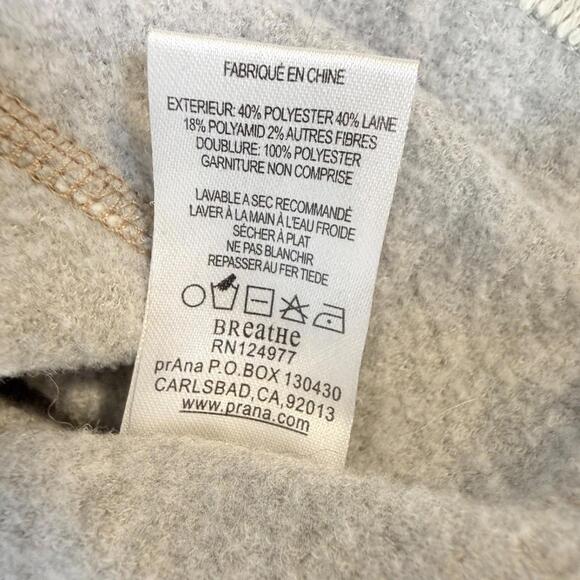 FABRIQUÉ EN CHINE
EXTERIEUR: 40% POLYESTER 40% LAINE
18% POLYAMID 2% AUTRES FIBRES
DOUBLURE: 100% POLYESTER
GARNITURE NON COMPRISE
LAVABLE A SEC RECOMMANDÉ
LAVER À LA MAIN À L'EAU FROIDE
SÉCHER À PLAT
NE PAS BLANCHIR
REPASSER AU FER TIEDE
BReatHe
RN124977
prAna P.O.BOX 130430
CARLSBAD,CA,92013
www.prana.com